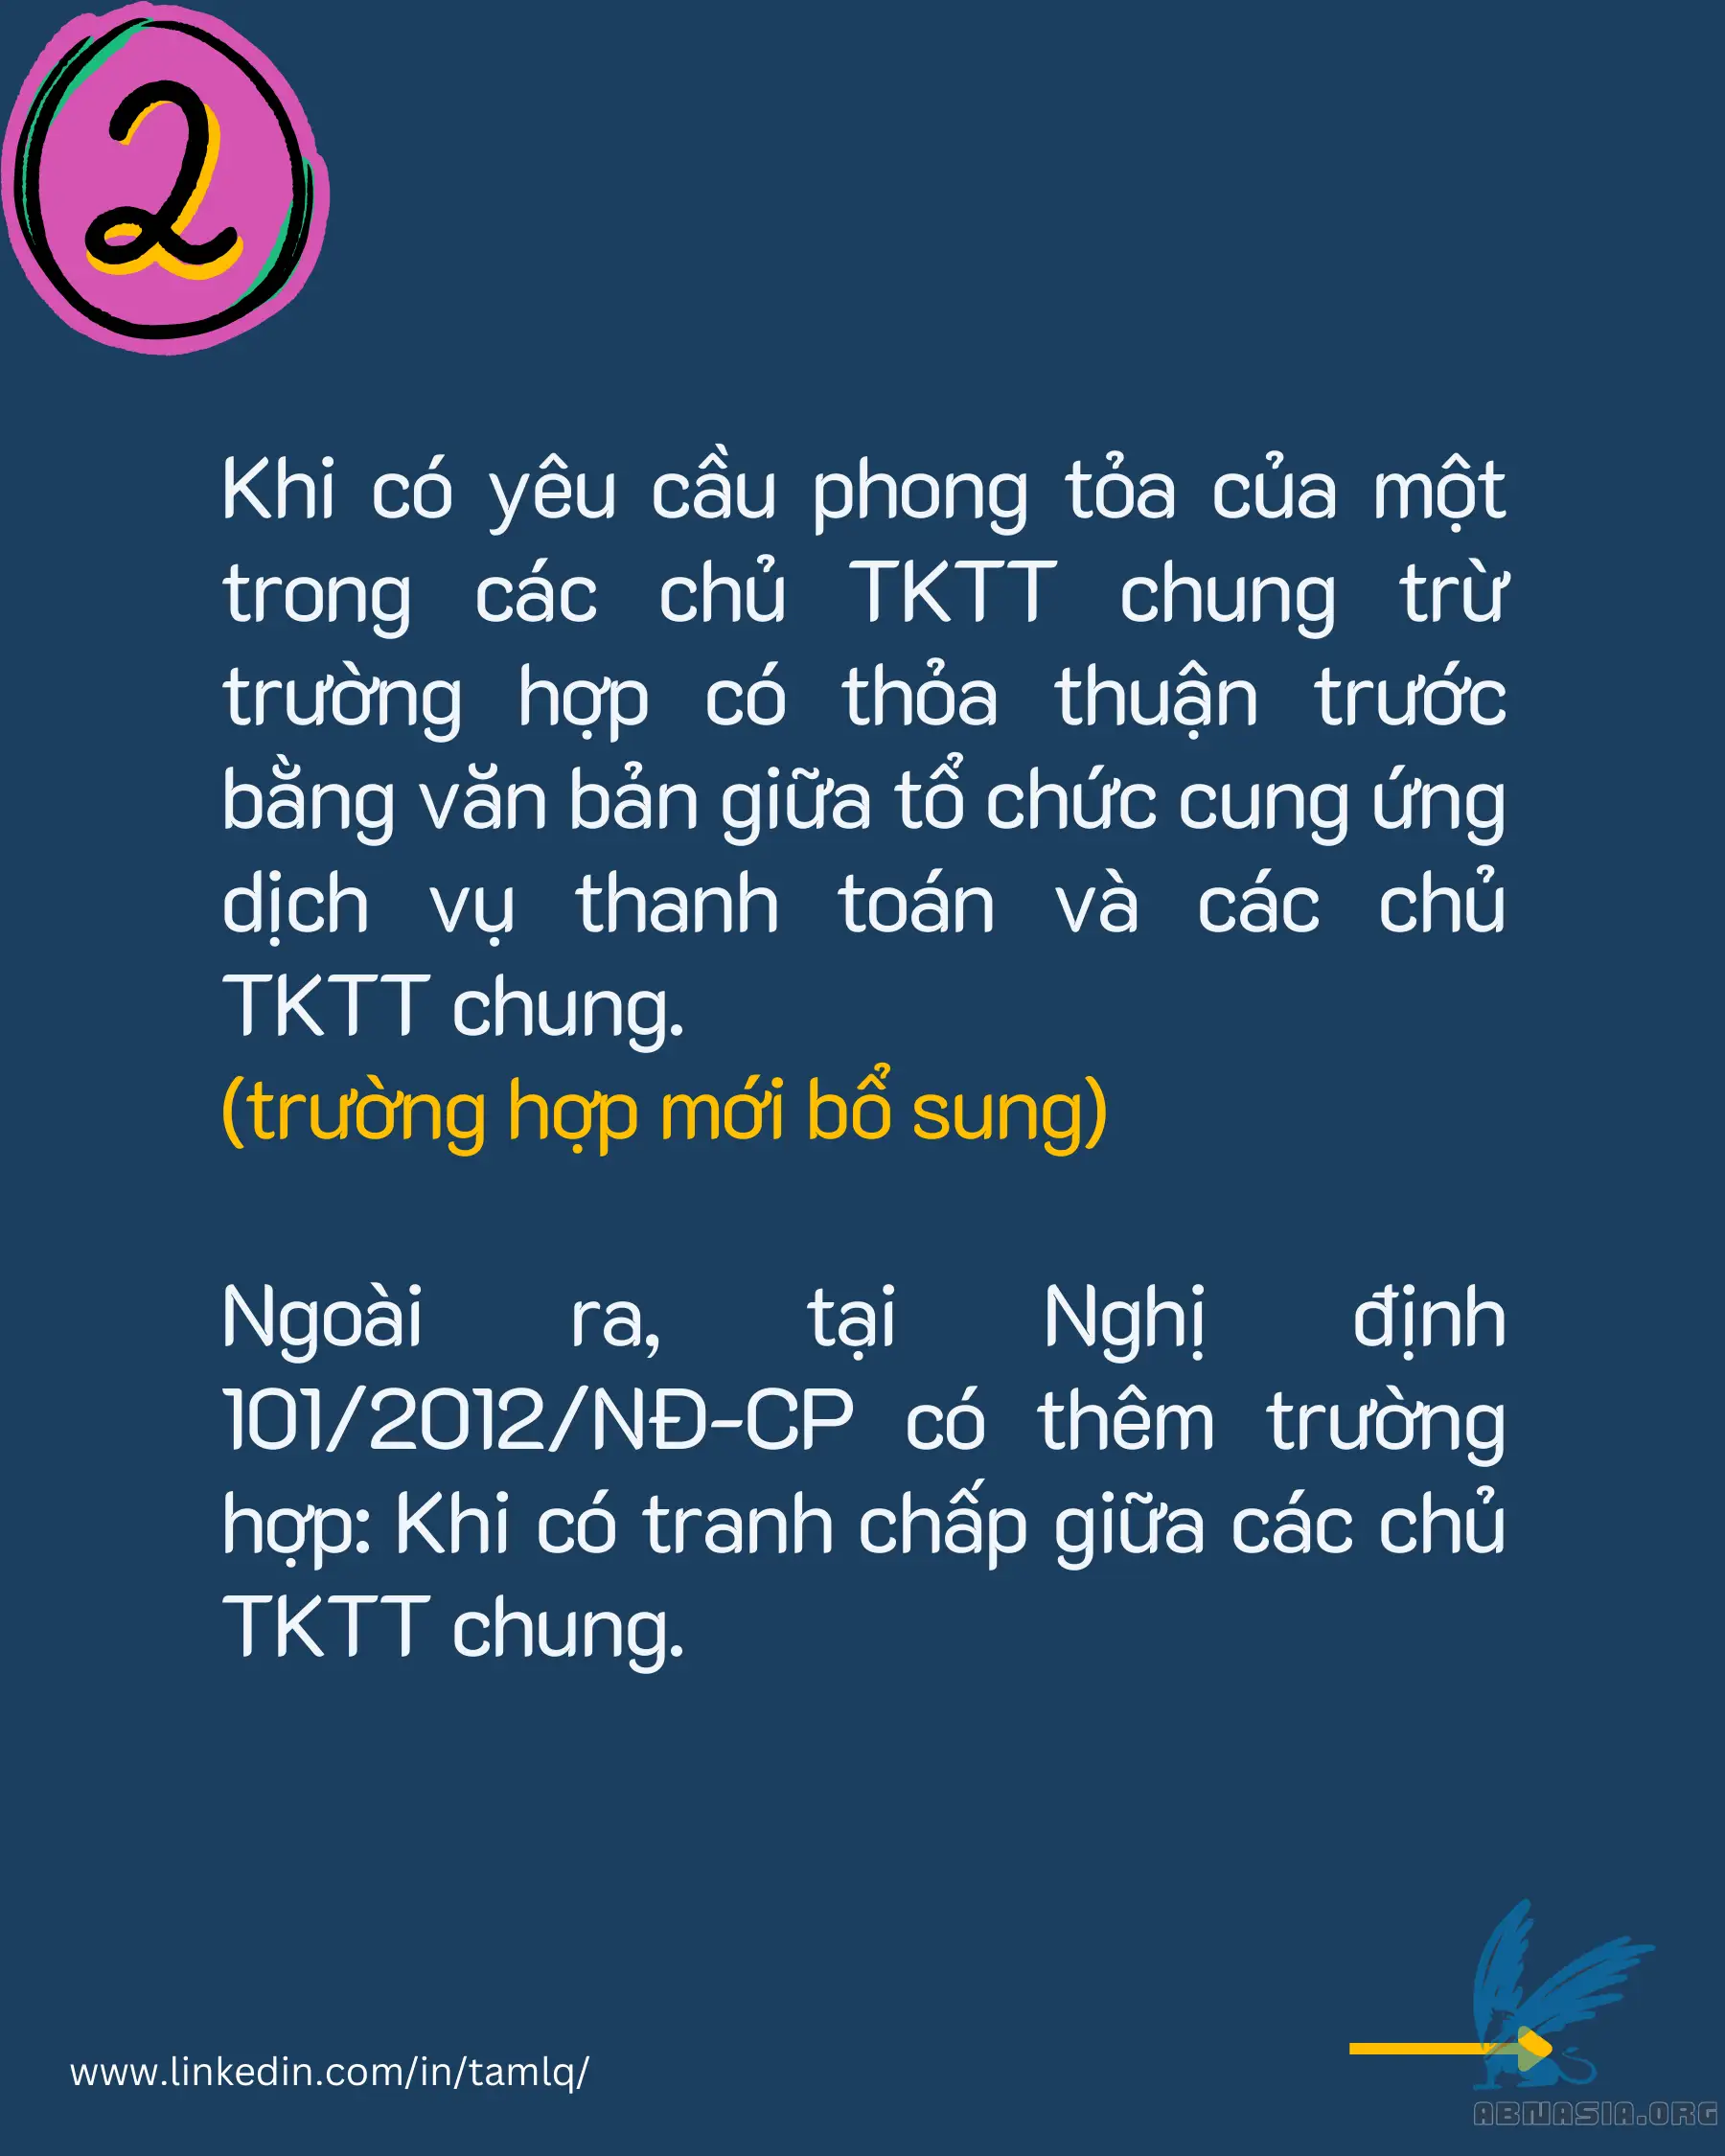 2
Khi có yêu cầu phong tỏa của một
trong các chủ TKTT chung trừ
trường hợp có thỏa thuận trước
bằng văn bản giữa tổ chức cung ứng
dịch vụ thanh toán và các chủ
TKTT chung.
(trường hợp mới bổ sung)
Ngoài ra, tại Nghị định
101/2012/NĐ-CP có thêm trường
hợp: Khi có tranh chấp giữa các chủ
TKTT chung.
www.linkedin.com/in/tamlq/
ABNASIA.ORG